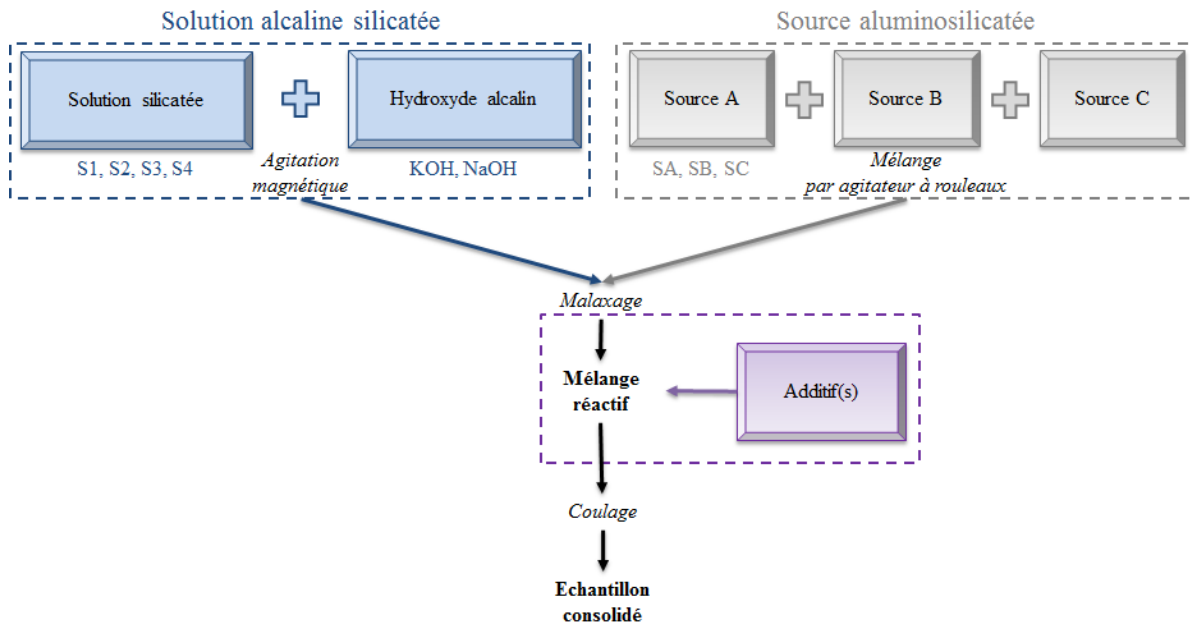 Solution alcaline silicatée
Solution silicatée
Hydroxyde alcalin
S1, S2, S3, S4
Agitation
magnétique
KOH, NaOH
Source aluminosilicatée
Source A
Source B
Source C
SA, SB, SC
Mélange
par agitateur à rouleaux
Malaxage
Mélange
réactif
Additif(s)
Coulage
Echantillon
consolidé